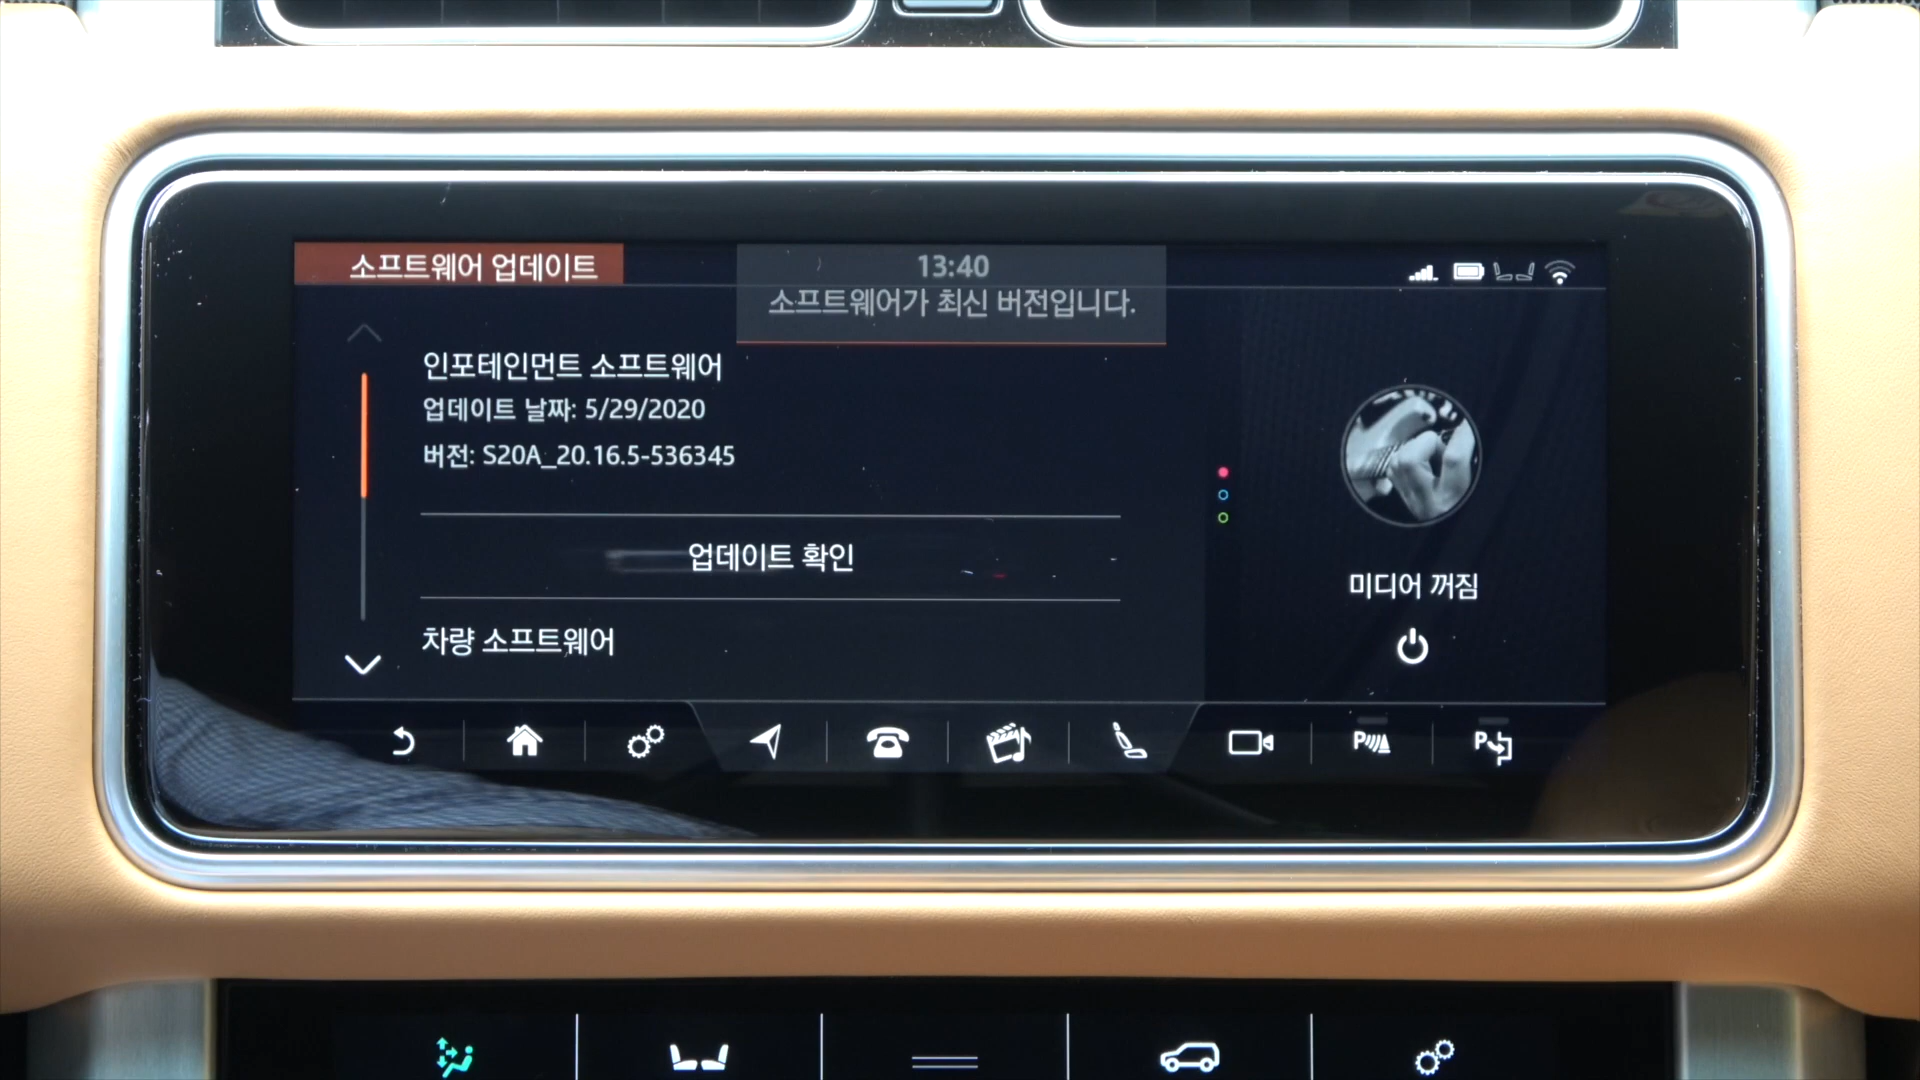 소프트웨어 업데이트
13:40
소프트웨어가 최신 버전입니다.
인포테인먼트 소프트웨어
업데이트 날짜: 5/29/2020
버전: S20A_20.16.5-536345
업데이트 확인
차량 소프트웨어
미디어 꺼짐
P
P